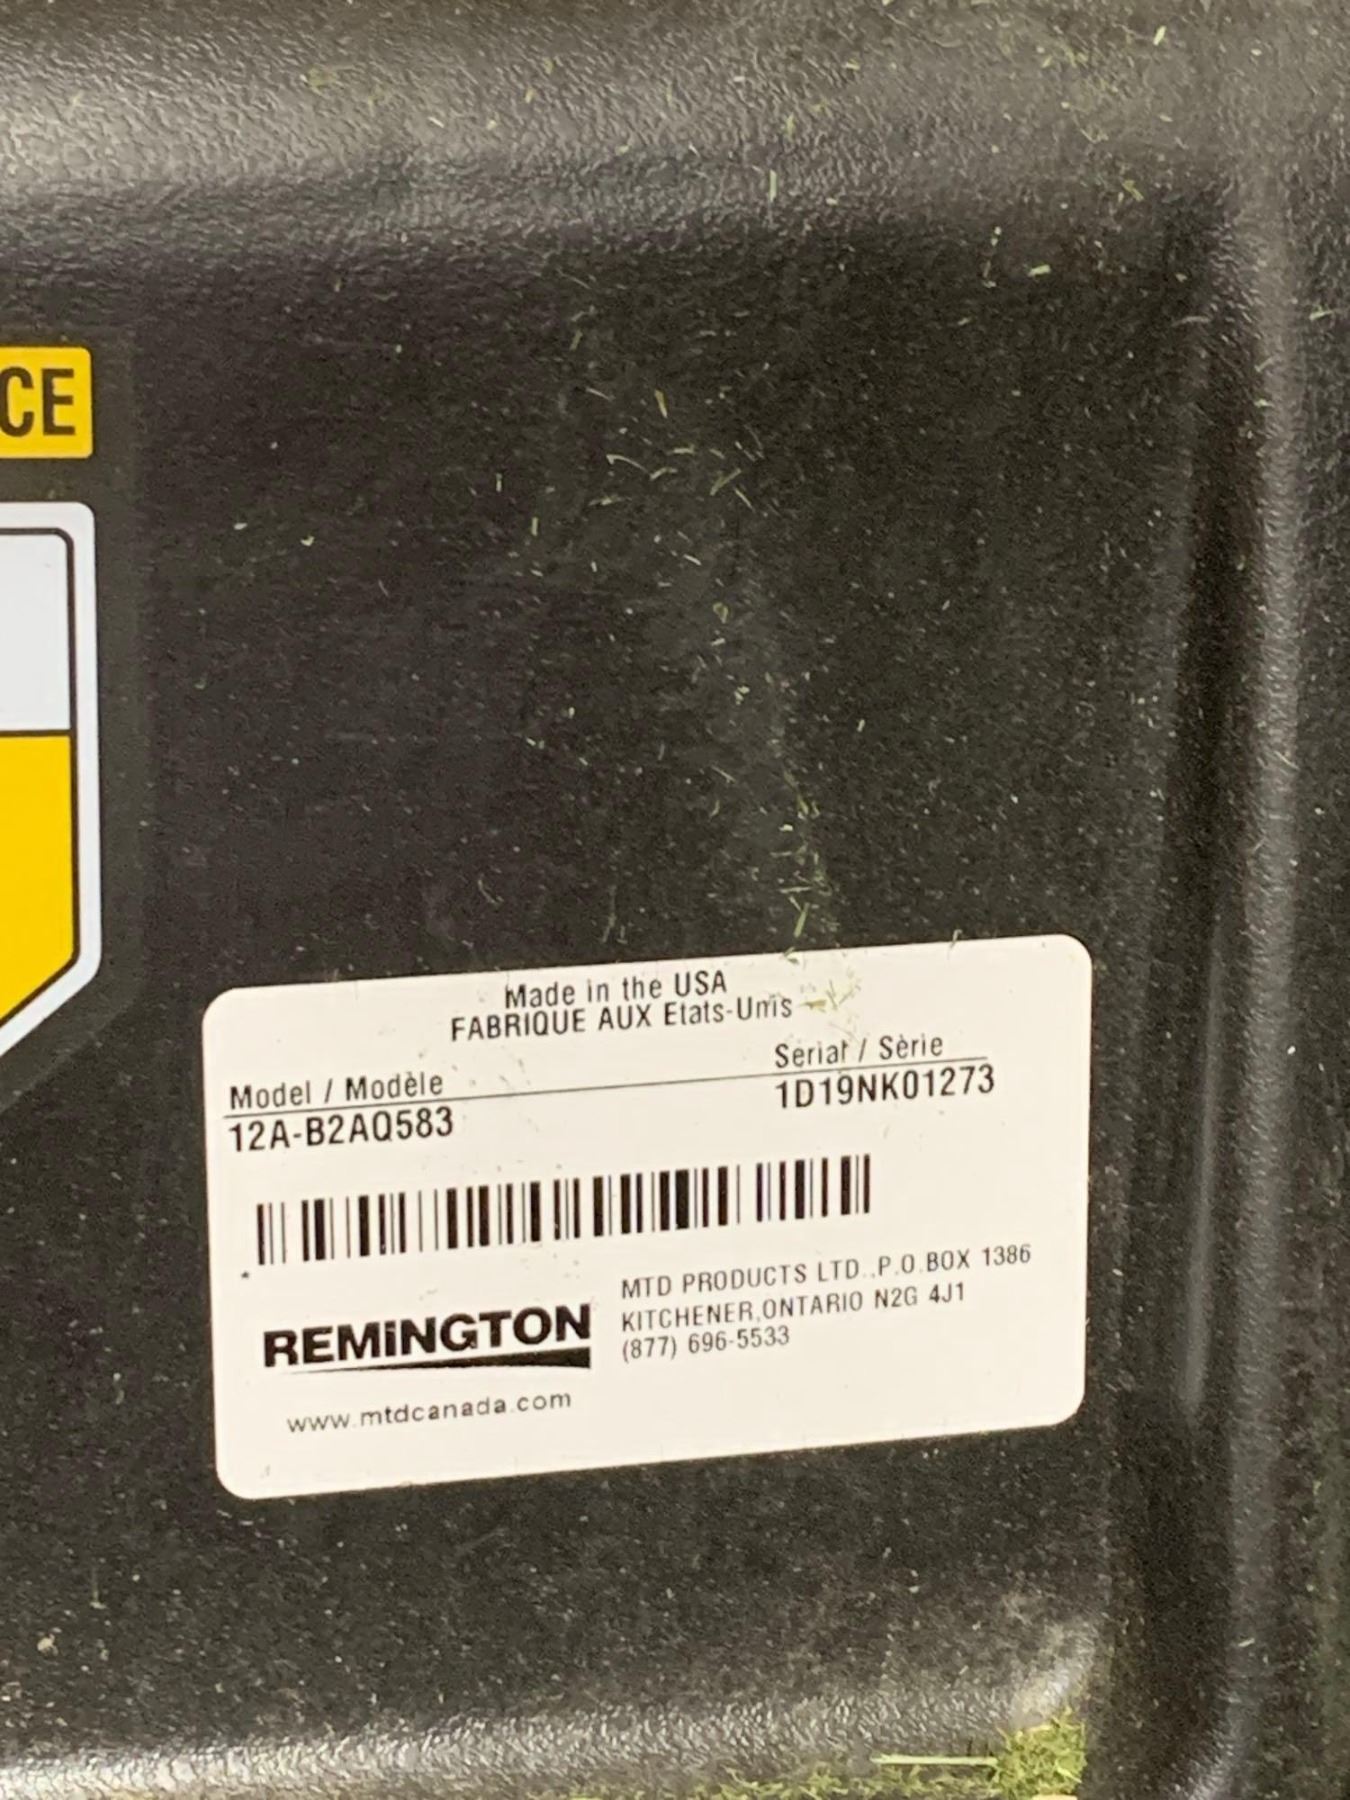 CE
Made in the USA
FABRIQUE AUX Etats-Unis
Model / Modèle
Serial / Série
12A-B2AQ583
1D19NK01273
REMiNGTON
www.mtdcanada.com
MTD PRODUCTS LTD.,P.O.BOX 1386
KITCHENER,ONTARIO N2G 4J1
(877) 696-5533